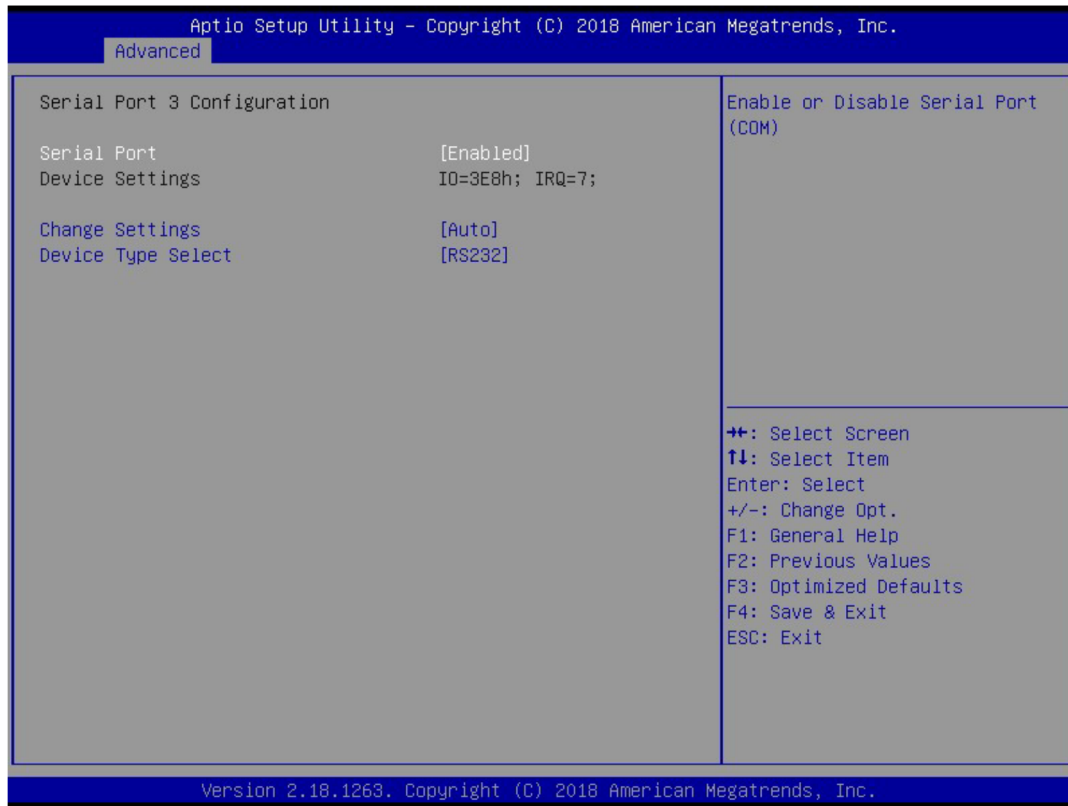 Aptio Setup Utility – Copyright (C) 2018 American Megatrends, Inc.
Advanced
Serial Port 3 Configuration
Serial Port [Enabled]
Device Settings IO=3E8h; IRQ=7;
Change Settings [Auto]
Device Type Select [RS232]
Enable or Disable Serial Port
(COM)
→←: Select Screen
↑↓: Select Item
Enter: Select
+/-: Change Opt.
F1: General Help
F2: Previous Values
F3: Optimized Defaults
F4: Save & Exit
ESC: Exit
Version 2.18.1263. Copyright (C) 2018 American Megatrends, Inc.